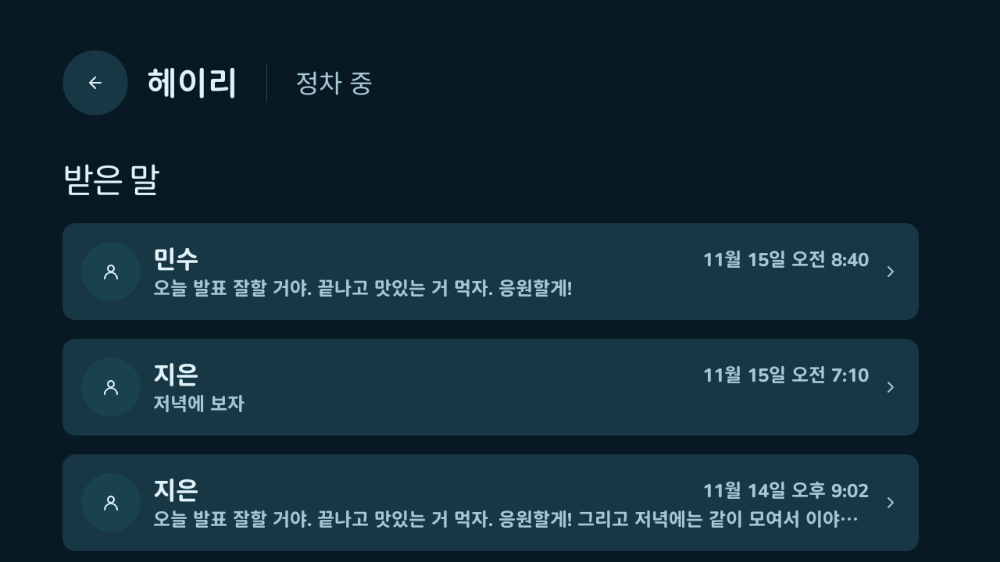 헤이리
정차 중
받은 말
민수
11월 15일 오전 8:40
오늘 발표 잘할 거야. 끝나고 맛있는 거 먹자. 응원할게!
지은
11월 15일 오전 7:10
저녁에 보자
지은
11월 14일 오후 9:02
오늘 발표 잘할 거야. 끝나고 맛있는 거 먹자. 응원할게! 그리고 저녁에는 같이 모여서 이야…